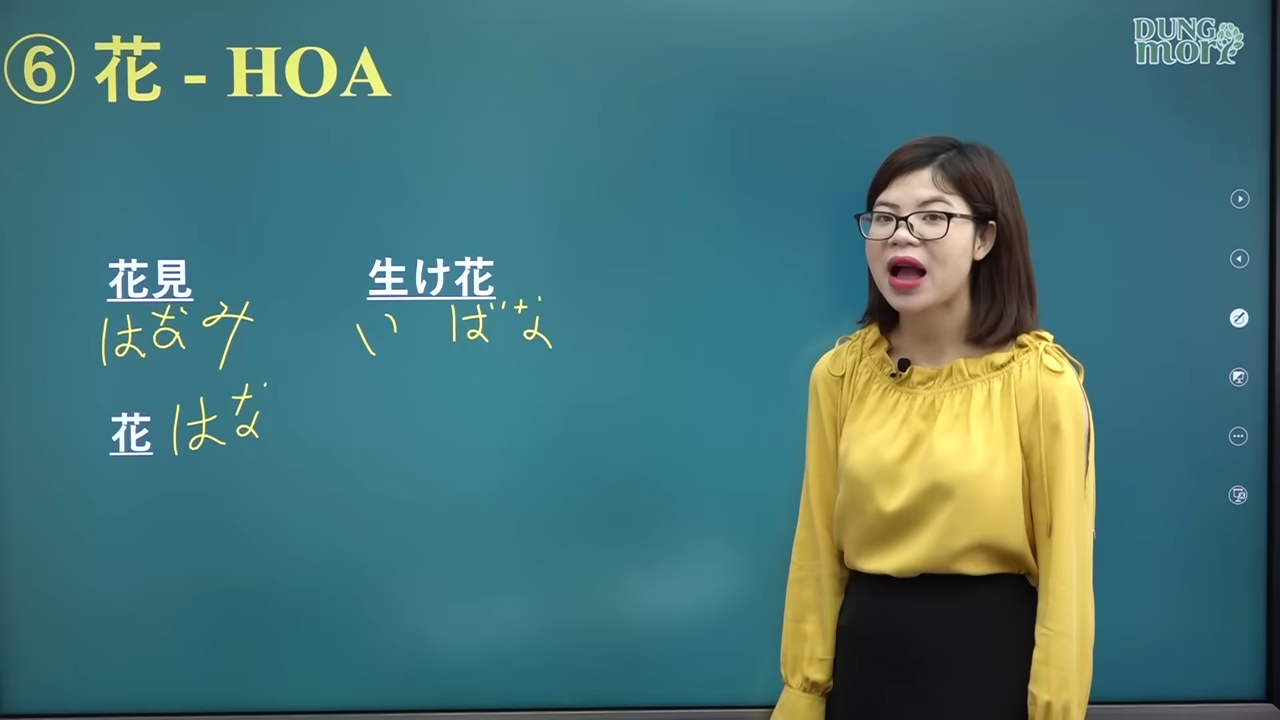 ⑥ 花 - HOA
DUNG
mori
花見 生け花
はなみ い ばな
花 はな